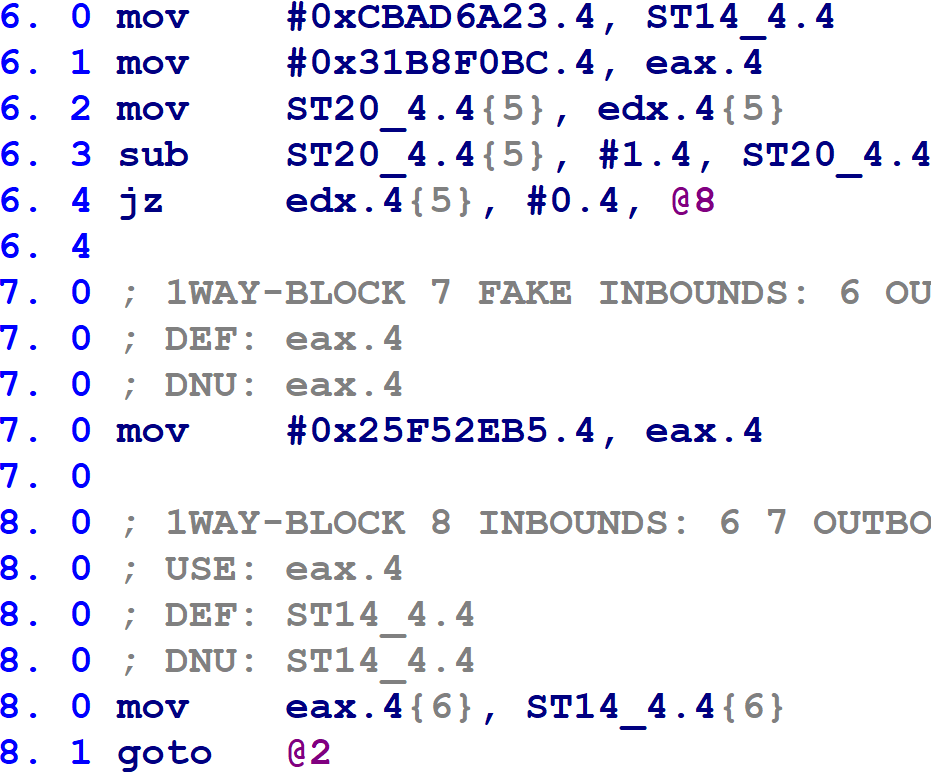 6. 0 mov #0xCBAD6A23.4, ST14_4.4
6. 1 mov #0x31B8F0BC.4, eax.4
6. 2 mov ST20_4.4{5}, edx.4{5}
6. 3 sub ST20_4.4{5}, #1.4, ST20_4.4
6. 4 jz edx.4{5}, #0.4, @8
6. 4
7. 0 ; 1WAY-BLOCK 7 FAKE INBOUNDS: 6 OU
7. 0 ; DEF: eax.4
7. 0 ; DNU: eax.4
7. 0 mov #0x25F52EB5.4, eax.4
7. 0
8. 0 ; 1WAY-BLOCK 8 INBOUNDS: 6 7 OUTBO
8. 0 ; USE: eax.4
8. 0 ; DEF: ST14_4.4
8. 0 ; DNU: ST14_4.4
8. 0 mov eax.4{6}, ST14_4.4{6}
8. 1 goto @2